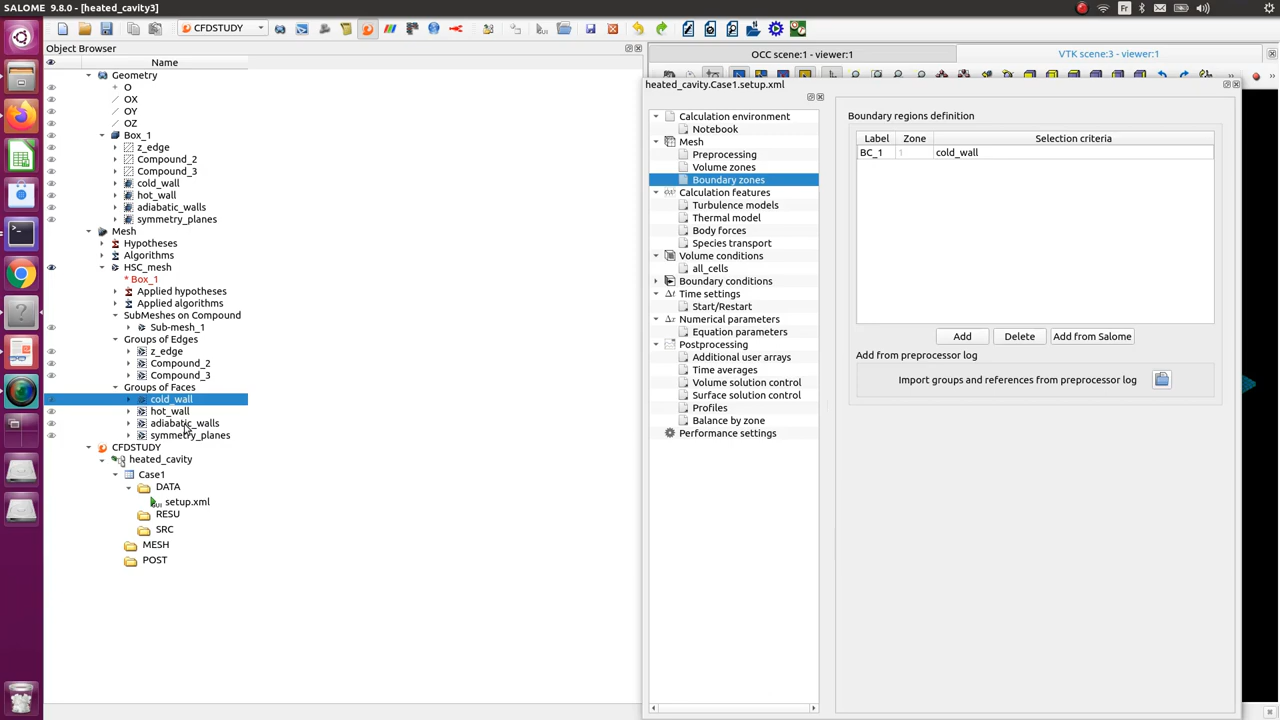 SALOME 9.8.0 - [heated_cavity3]
Fr
CFDSTUDY
Object Browser
Name
Geometry
O
OX
OY
OZ
Box_1
z_edge
Compound_2
Compound_3
cold_wall
hot_wall
adiabatic_walls
symmetry_planes
Mesh
Hypotheses
Algorithms
HSC_mesh
* Box_1
Applied hypotheses
Applied algorithms
SubMeshes on Compound
Sub-mesh_1
Groups of Edges
z_edge
Compound_2
Compound_3
Groups of Faces
cold_wall
hot_wall
adiabatic_walls
symmetry_planes
CFDSTUDY
heated_cavity
Case1
DATA
setup.xml
RESU
SRC
MESH
POST
OCC scene:1 - viewer:1
VTK scene:3 - viewer:1
heated_cavity.Case1.setup.xml
Calculation environment
Notebook
Mesh
Preprocessing
Volume zones
Boundary zones
Calculation features
Turbulence models
Thermal model
Body forces
Species transport
Volume conditions
all_cells
Boundary conditions
Time settings
Start/Restart
Numerical parameters
Equation parameters
Postprocessing
Additional user arrays
Time averages
Volume solution control
Surface solution control
Profiles
Balance by zone
Performance settings
Boundary regions definition
Label Zone Selection criteria
BC_1 1 cold_wall
Add Delete Add from Salome
Add from preprocessor log
Import groups and references from preprocessor log